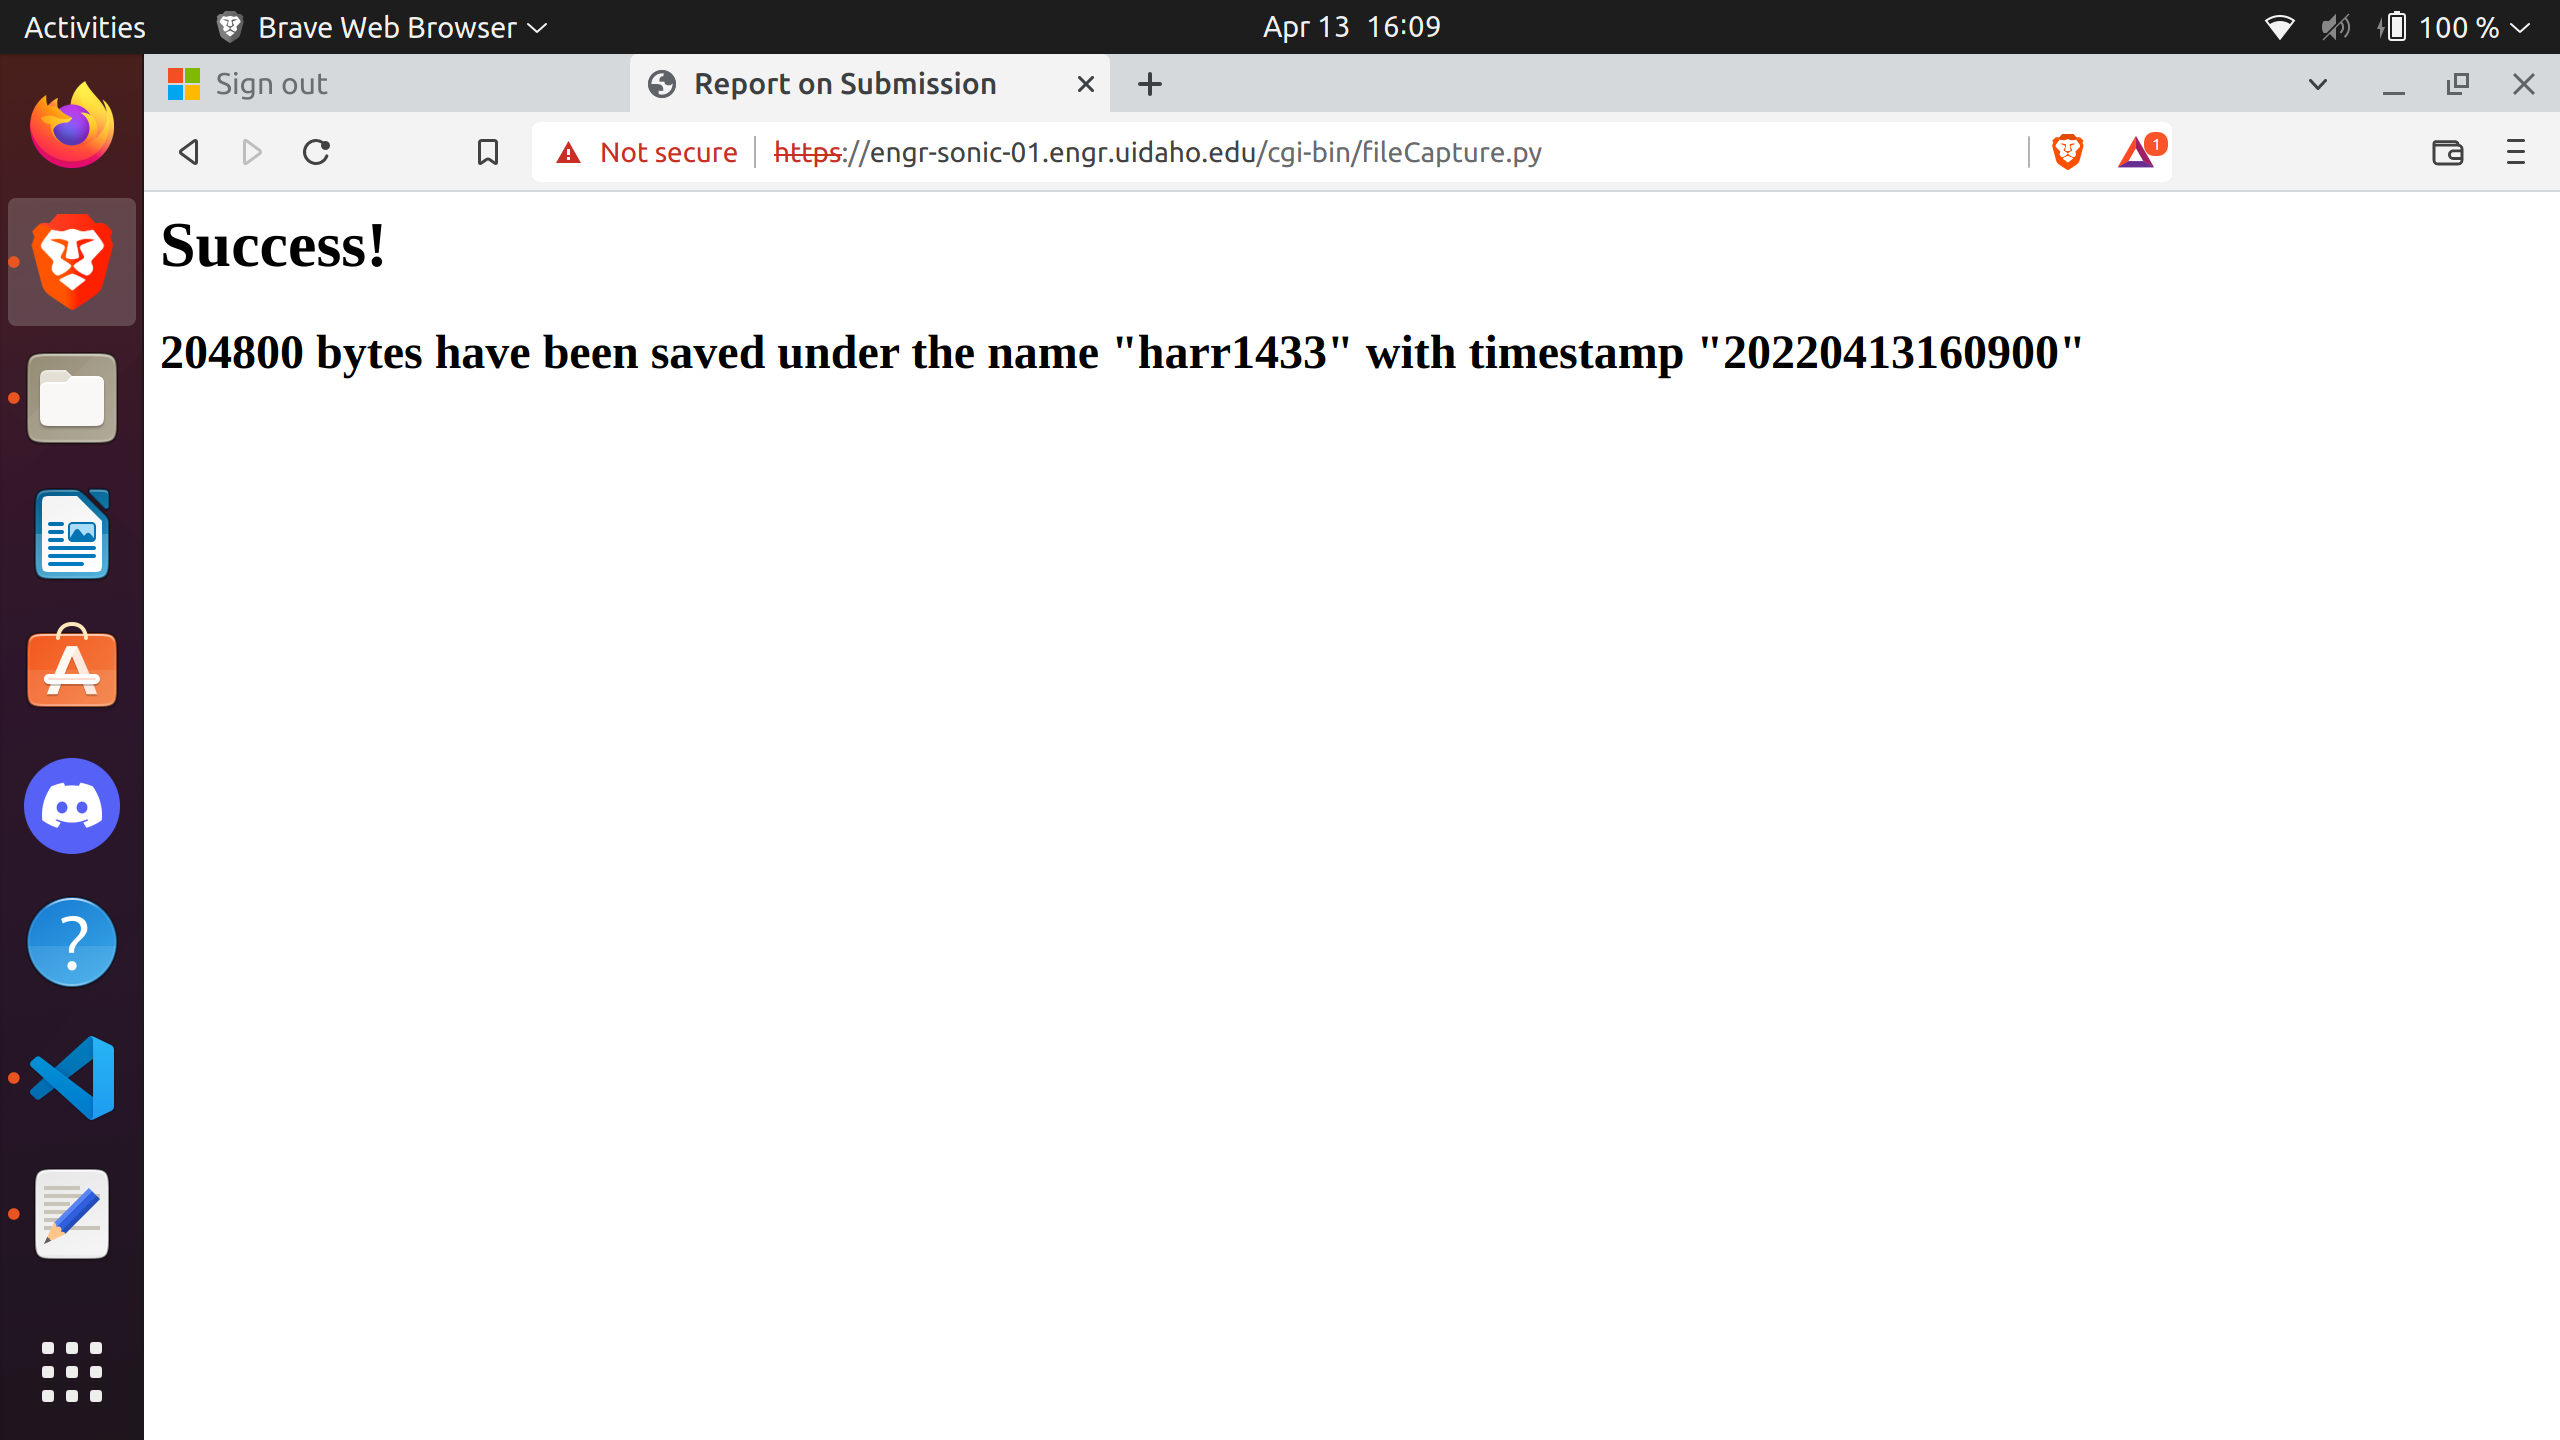 Activities Brave Web Browser Apr 13 16:09 100 %
Sign out Report on Submission
Not secure https://engr-sonic-01.engr.uidaho.edu/cgi-bin/fileCapture.py 1
Success!
204800 bytes have been saved under the name "harr1433" with timestamp "20220413160900"